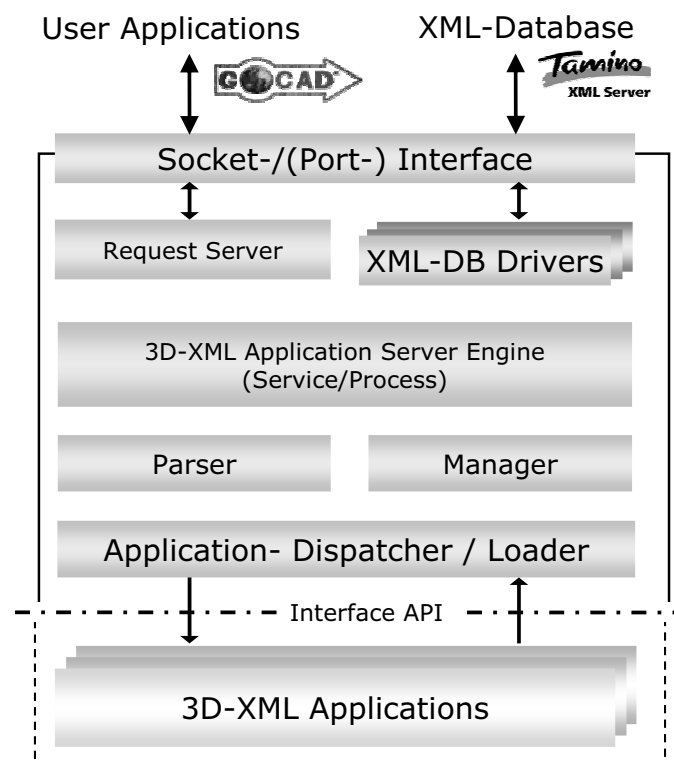 User Applications
XML-Database
GOCAD
Tamino
XML Server
Socket-/(Port-) Interface
Request Server
XML-DB Drivers
3D-XML Application Server Engine
(Service/Process)
Parser
Manager
Application- Dispatcher / Loader
Interface API
3D-XML Applications